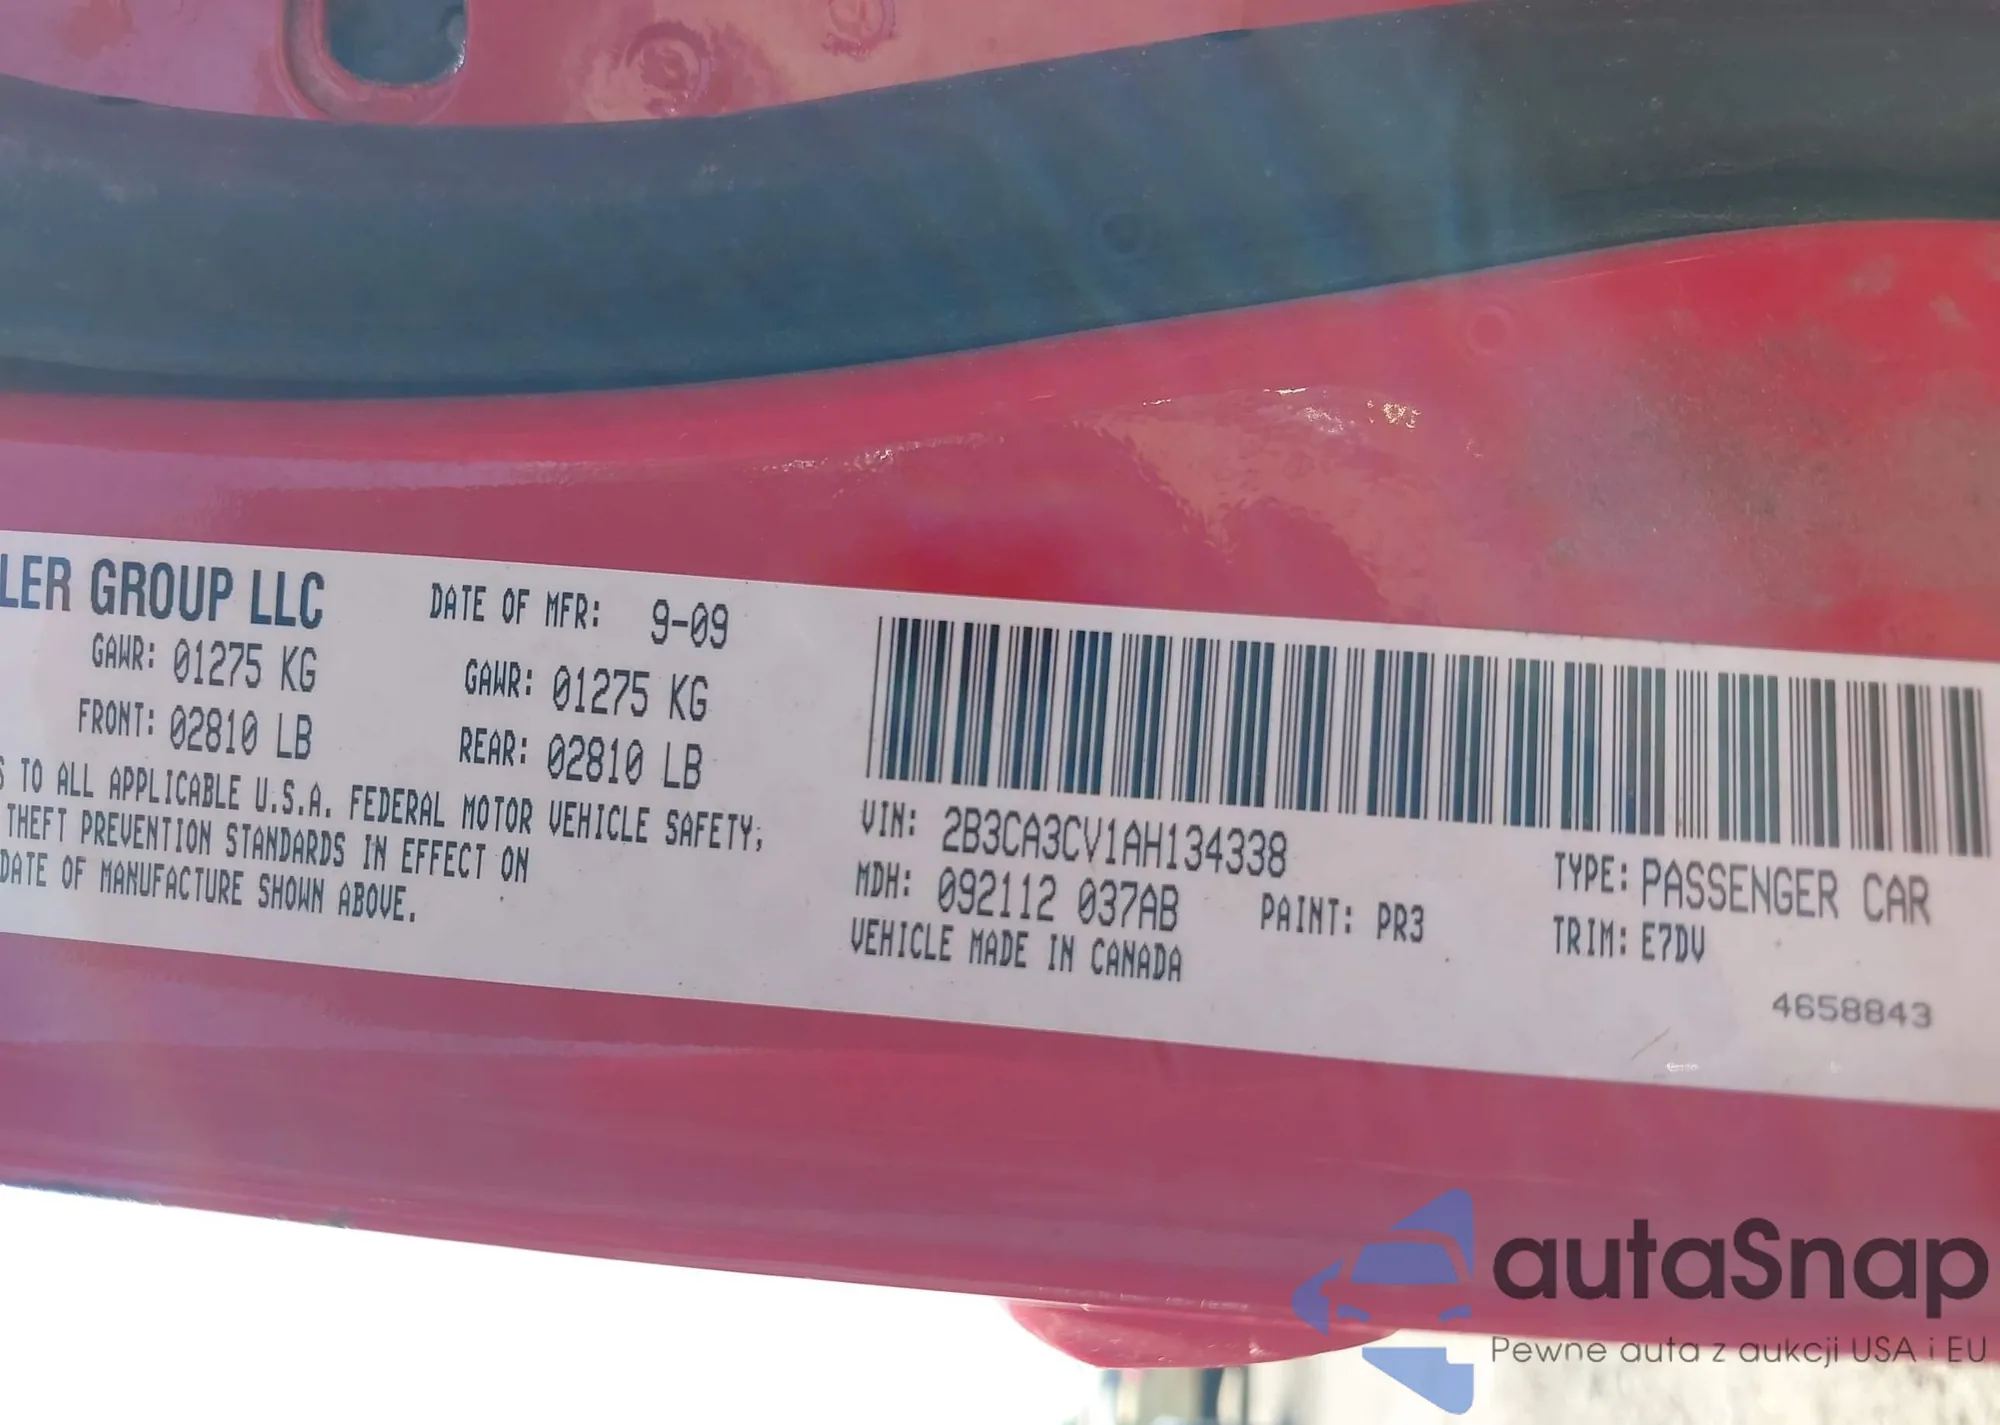 LER GROUP LLC
DATE OF MFR: 9-09
GAWR: 01275 KG
FRONT: 02810 LB
GAWR: 01275 KG
REAR: 02810 LB
S TO ALL APPLICABLE U.S.A. FEDERAL MOTOR VEHICLE SAFETY,
THEFT PREVENTION STANDARDS IN EFFECT ON
DATE OF MANUFACTURE SHOWN ABOVE.
VIN: 2B3CA3CV1AH134338
MDH: 092112 037AB
PAINT: PR3
VEHICLE MADE IN CANADA
TYPE: PASSENGER CAR
TRIM: E7DV
4658843
autaSnap
Pewne auta z aukcji USA i EU